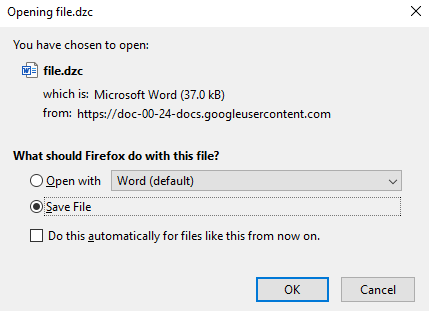 Opening file.dzc
You have chosen to open:
file.dzc
which is: Microsoft Word (37.0 kB)
from: https://doc-00-24-docs.googleusercontent.com
What should Firefox do with this file?
Open with Word (default)
Save File
Do this automatically for files like this from now on.
OK Cancel